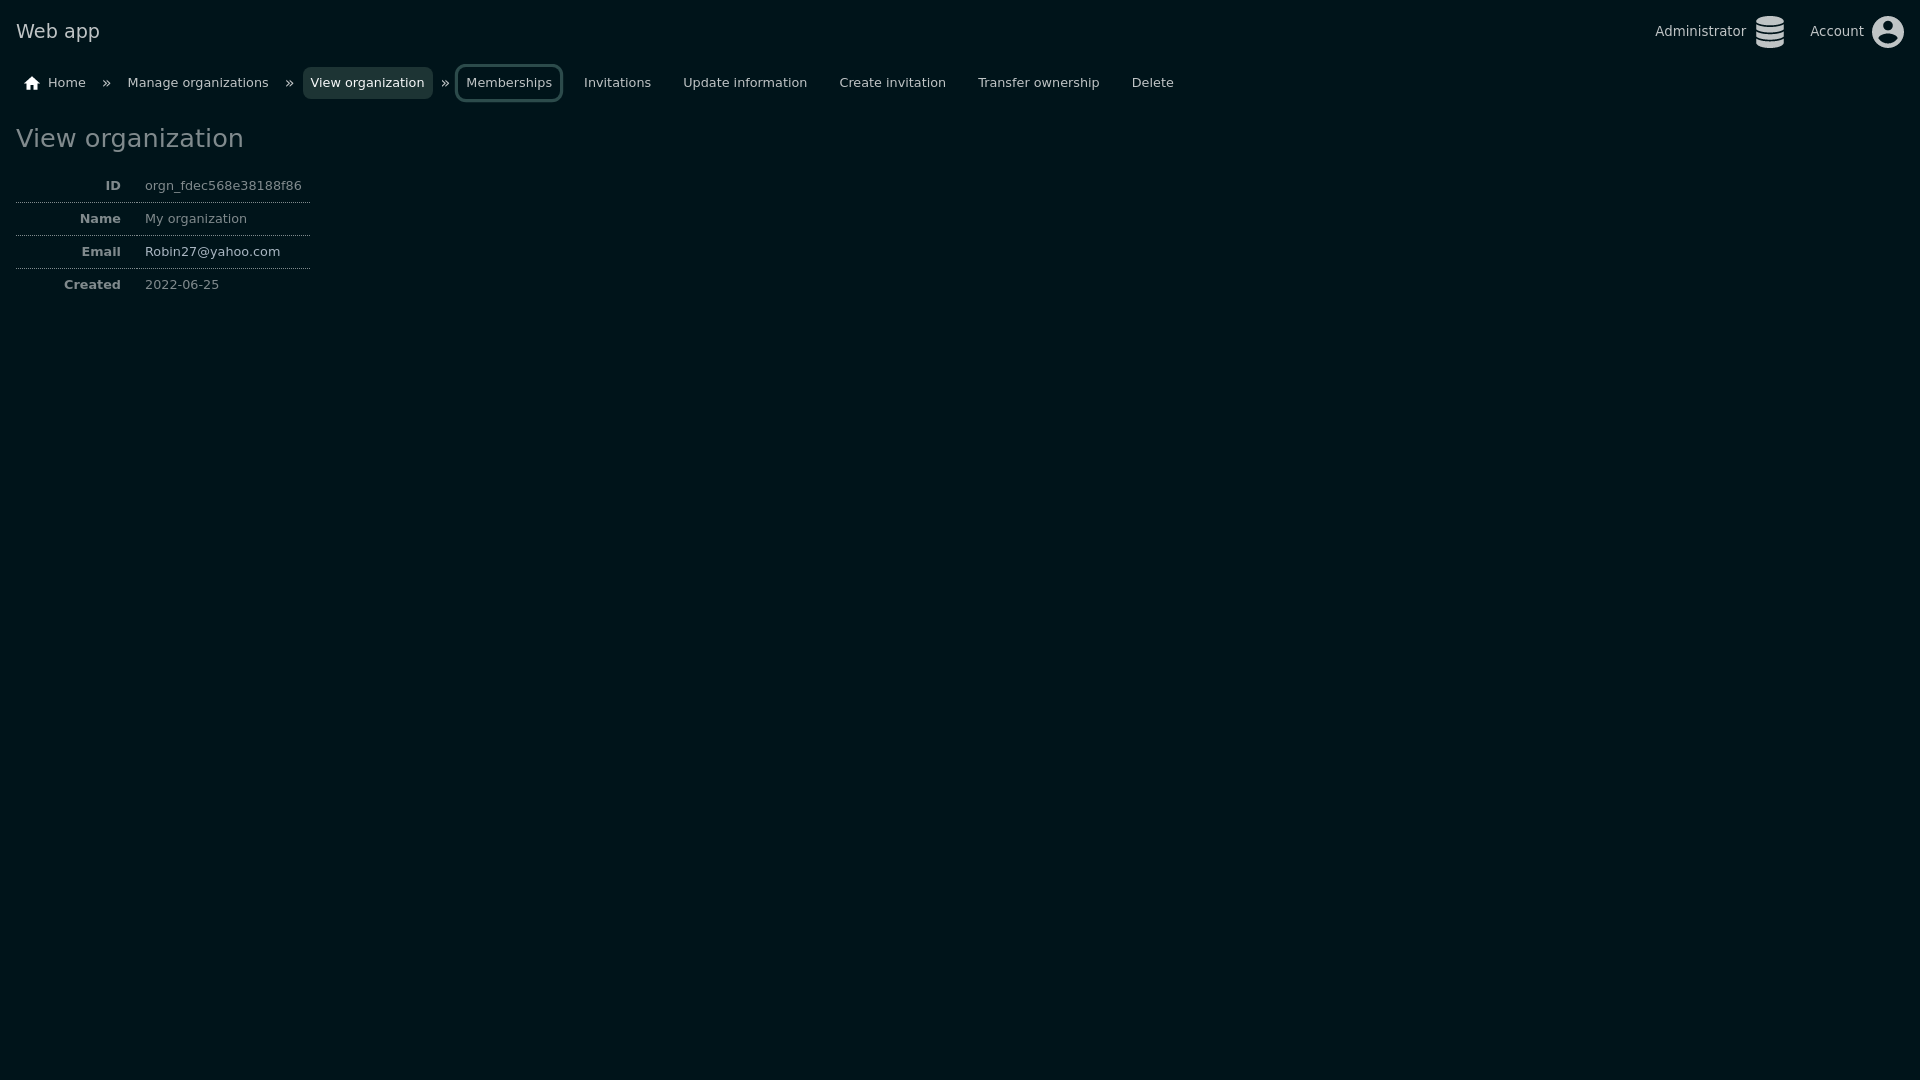 Web app
Administrator
Account
Home » Manage organizations » View organization » Memberships Invitations Update information Create invitation Transfer ownership Delete
View organization
ID orgn_fdec568e38188f86
Name My organization
Email Robin27@yahoo.com
Created 2022-06-25